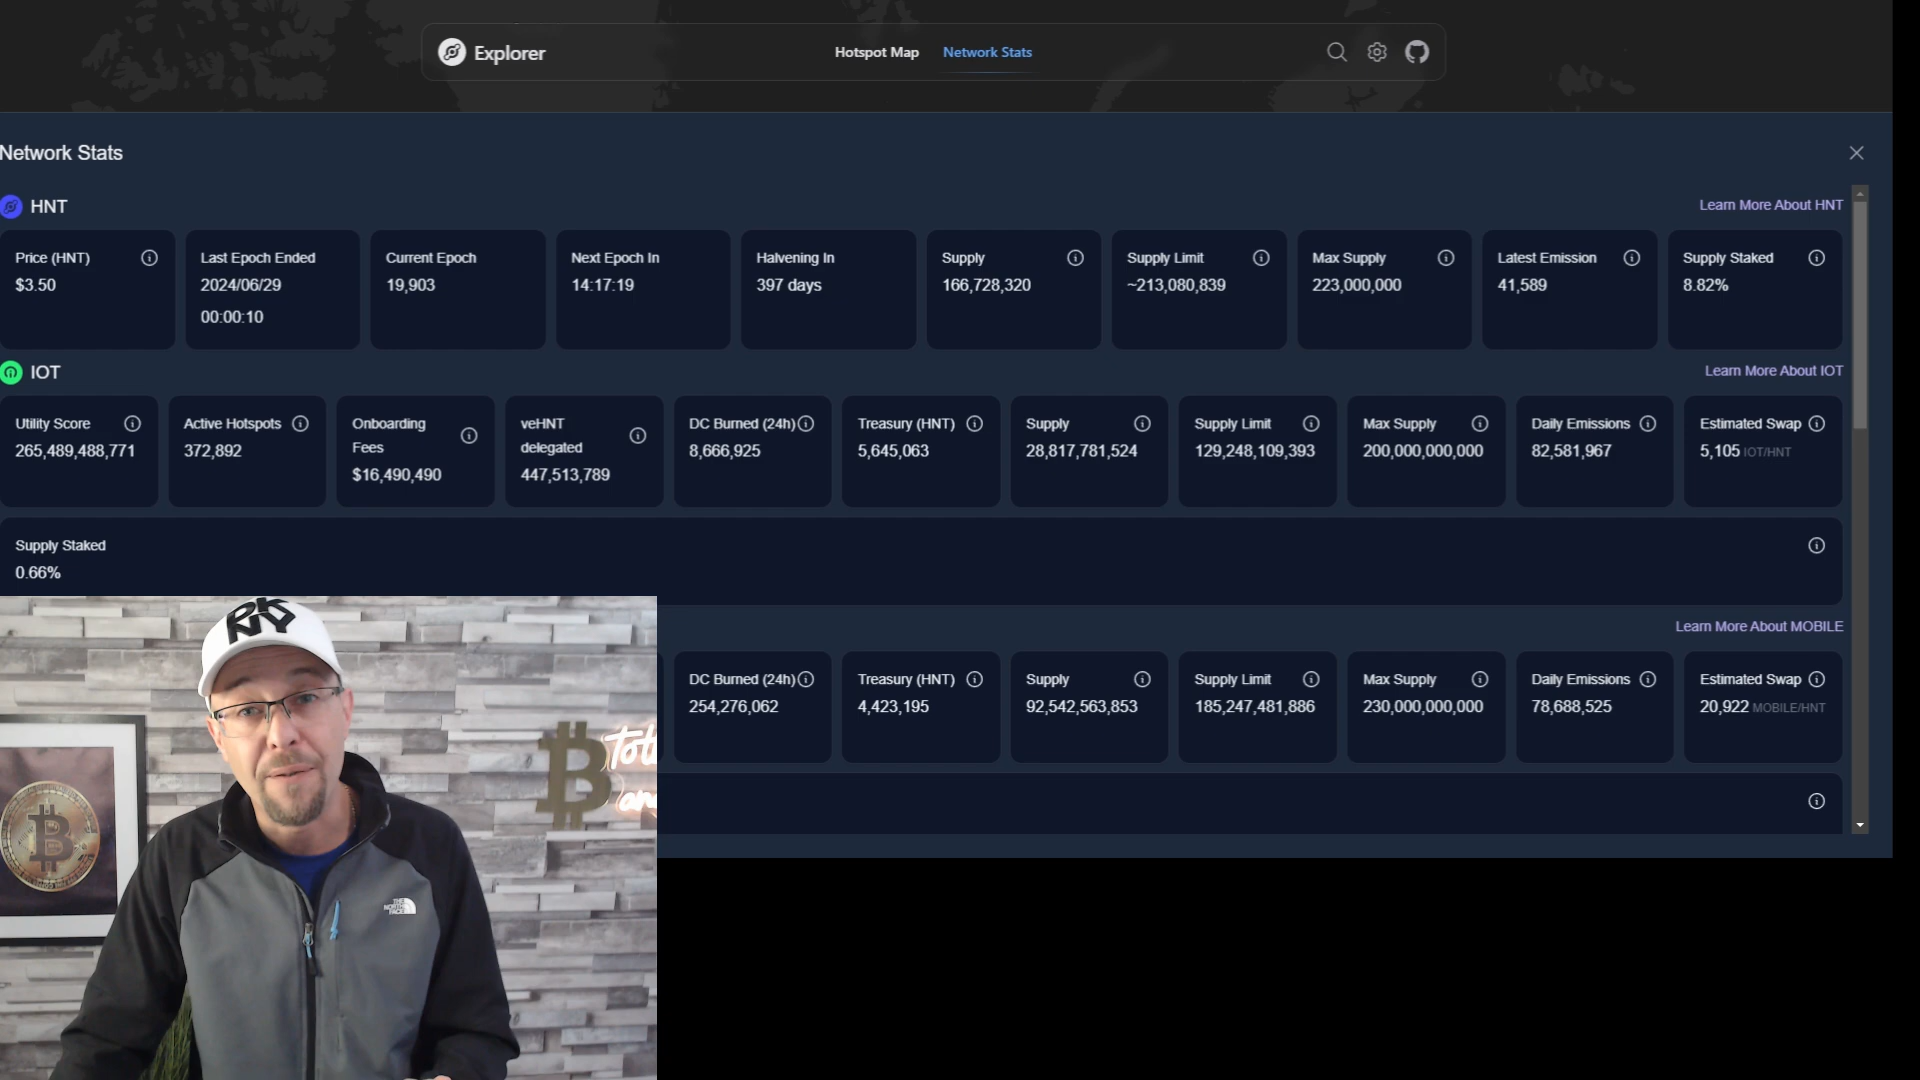 Explorer
Hotspot Map
Network Stats
Network Stats
HNT
Learn More About HNT
Price (HNT)
$3.50
Last Epoch Ended
2024/06/29
00:00:10
Current Epoch
19,903
Next Epoch In
14:17:19
Halvening In
397 days
Supply
166,728,320
Supply Limit
~213,080,839
Max Supply
223,000,000
Latest Emission
41,589
Supply Staked
8.82%
IOT
Learn More About IOT
Utility Score
265,489,488,771
Active Hotspots
372,892
Onboarding
Fees
$16,490,490
veHNT
delegated
447,513,789
DC Burned (24h)
8,666,925
Treasury (HNT)
5,645,063
Supply
28,817,781,524
Supply Limit
129,248,109,393
Max Supply
200,000,000,000
Daily Emissions
82,581,967
Estimated Swap
5,105 IOT/HNT
Supply Staked
0.66%
Learn More About MOBILE
DC Burned (24h)
254,276,062
Treasury (HNT)
4,423,195
Supply
92,542,563,853
Supply Limit
185,247,481,886
Max Supply
230,000,000,000
Daily Emissions
78,688,525
Estimated Swap
20,922 MOBILE/HNT
THE
NORTH
FACE